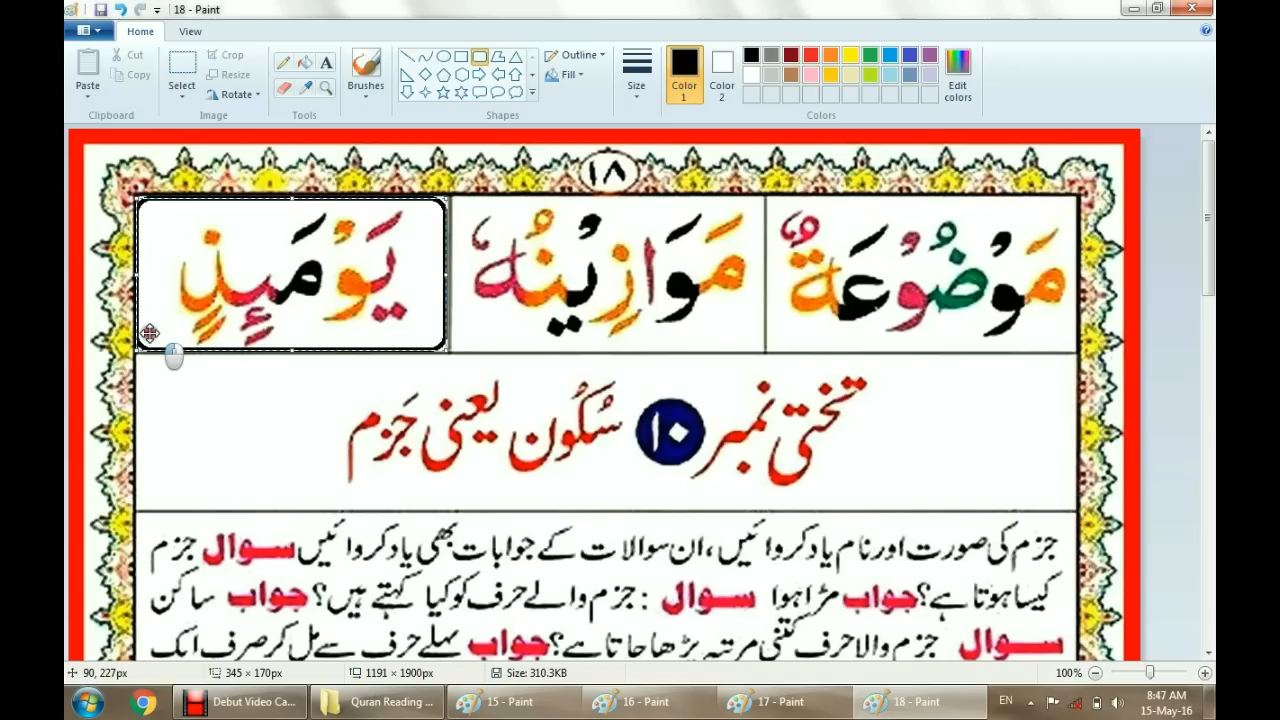 18 - Paint
Home View
Paste Cut Copy Select Crop Resize Rotate Brushes Outline Fill Size Color 1 Color 2 Edit colors
Clipboard Image Tools Shapes Colors
١٨
مَوْضُوْعَةٌ مَوَازِيْنُهٗ يَوْمَئِذٍ
تختی نمبر ١٠ سُکُون یعنی جَزم
جزم کی صورت اور نام یاد کروائیں، ان سوالات کے جوابات بھی یاد کروائیں سوال جزم
کیسا ہوتا ہے؟ جواب مڑا ہوا سوال : جزم والے حرف کو کیا کہتے ہیں؟ جواب ساکن
سوال جزم والا حرف کتنی مرتبہ پڑھا جاتا ہے؟ جواب پہلے حرف سے مل کر صرف ایک
90, 227px 345 × 170px 1191 × 1900px Size: 310.3KB 100%
Debut Video Ca... Quran Reading ... 15 - Paint 16 - Paint 17 - Paint 18 - Paint EN 8:47 AM
15-May-16